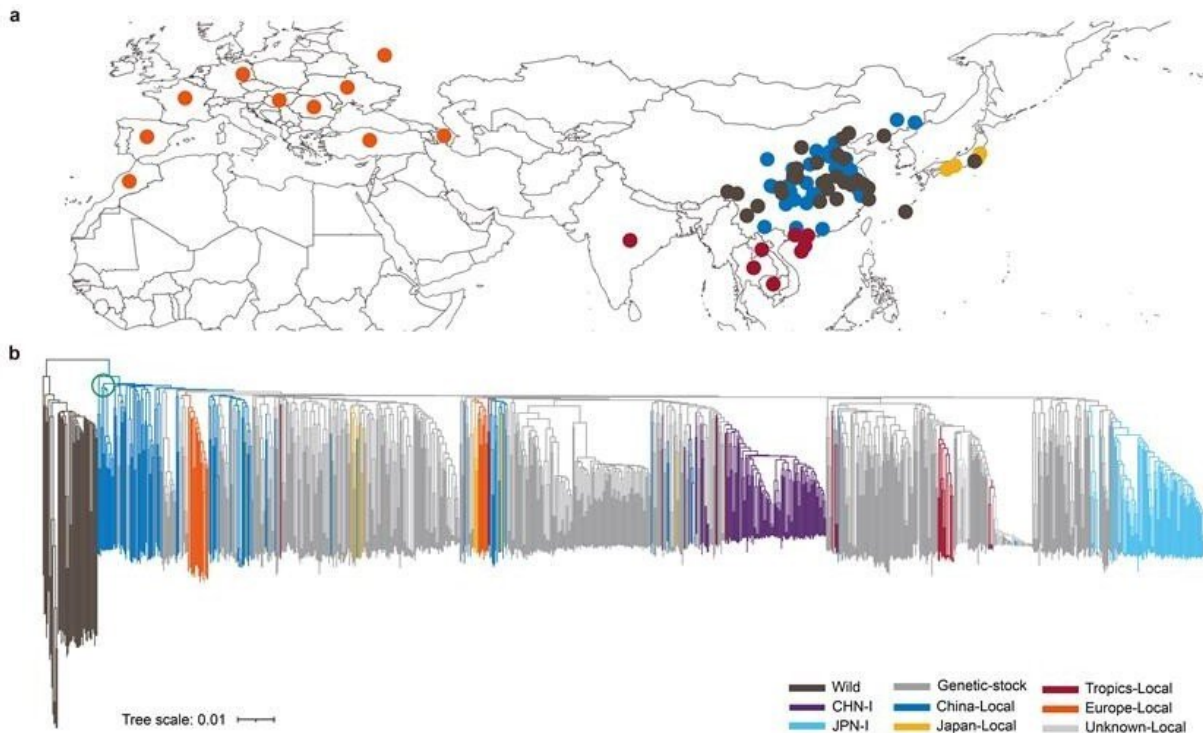 a
b
Tree scale: 0.01
Wild Genetic-stock Tropics-Local
CHN-I China-Local Europe-Local
JPN-I Japan-Local Unknown-Local